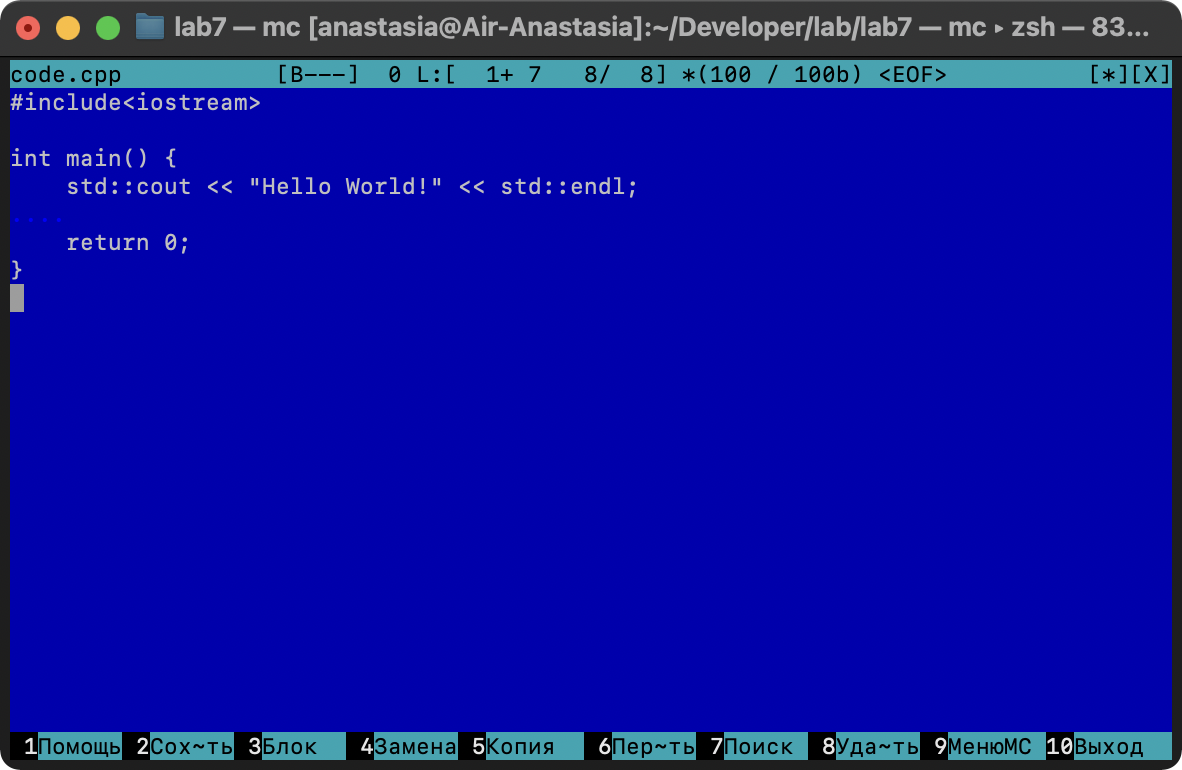 lab7 — mc [anastasia@Air-Anastasia]:~/Developer/lab/lab7 — mc ▸ zsh — 83...
code.cpp [B---] 0 L:[ 1+ 7 8/ 8] *(100 / 100b) <EOF> [*][X]
#include<iostream>
int main() {
    std::cout << "Hello World!" << std::endl;
....
    return 0;
}
1Помощь 2Сох~ть 3Блок 4Замена 5Копия 6Пер~ть 7Поиск 8Уда~ть 9МенюМС 10Выход